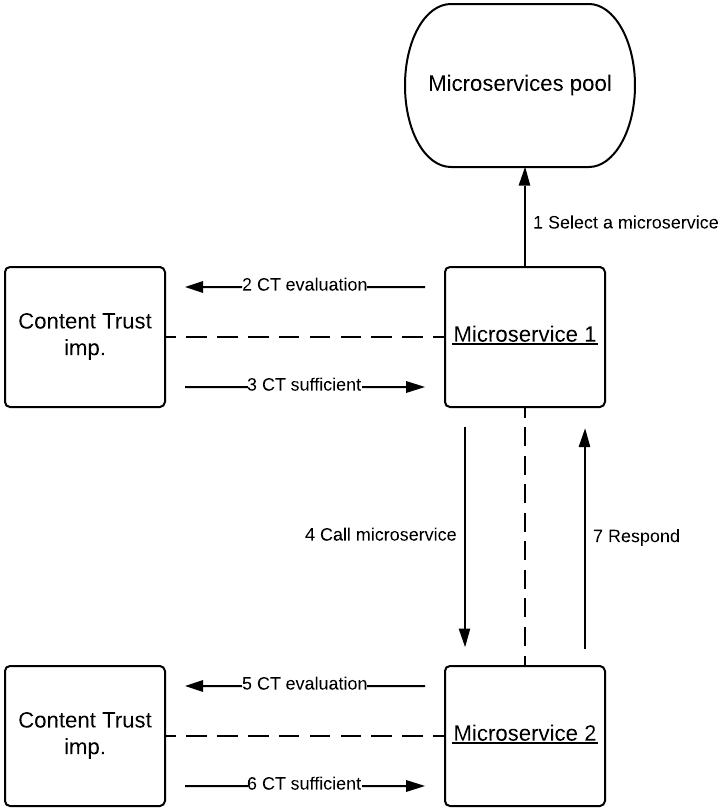 Microservices pool
1 Select a microservice
2 CT evaluation
Content Trust
imp.
Microservice 1
3 CT sufficient
4 Call microservice
7 Respond
5 CT evaluation
Content Trust
imp.
Microservice 2
6 CT sufficient